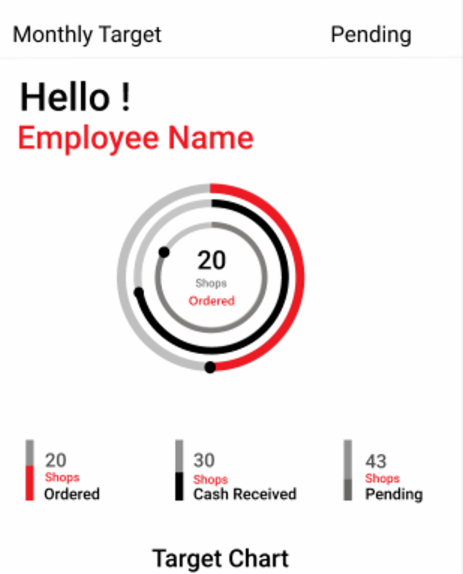 Monthly Target Pending
Hello !
Employee Name
20
Shops
Ordered
20
Shops
Ordered
30
Shops
Cash Received
43
Shops
Pending
Target Chart